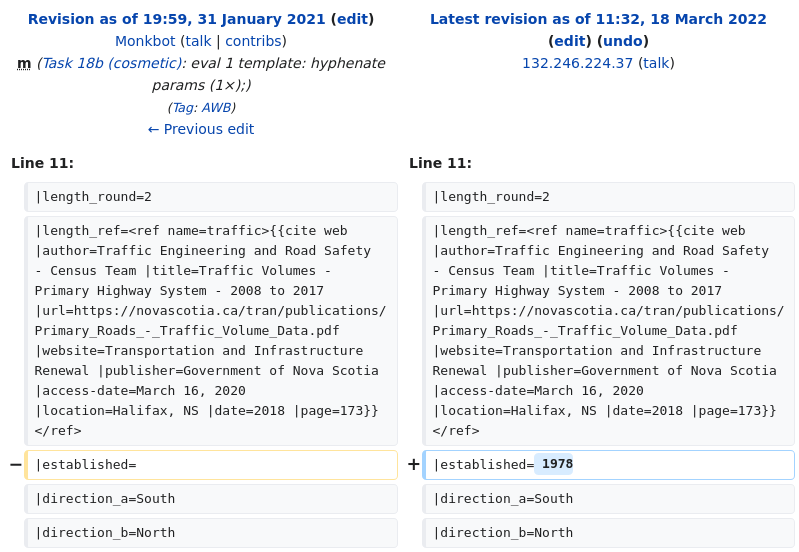 Revision as of 19:59, 31 January 2021 (edit)
Monkbot (talk | contribs)
m (Task 18b (cosmetic): eval 1 template: hyphenate
params (1×);)
(Tag: AWB)
← Previous edit
Latest revision as of 11:32, 18 March 2022
(edit) (undo)
132.246.224.37 (talk)
Line 11:
|length_round=2
|length_ref=<ref name=traffic>{{cite web
|author=Traffic Engineering and Road Safety
- Census Team |title=Traffic Volumes -
Primary Highway System - 2008 to 2017
|url=https://novascotia.ca/tran/publications/
Primary_Roads_-_Traffic_Volume_Data.pdf
|website=Transportation and Infrastructure
Renewal |publisher=Government of Nova Scotia
|access-date=March 16, 2020
|location=Halifax, NS |date=2018 |page=173}}
</ref>
− |established=
|direction_a=South
|direction_b=North
Line 11:
|length_round=2
|length_ref=<ref name=traffic>{{cite web
|author=Traffic Engineering and Road Safety
- Census Team |title=Traffic Volumes -
Primary Highway System - 2008 to 2017
|url=https://novascotia.ca/tran/publications/
Primary_Roads_-_Traffic_Volume_Data.pdf
|website=Transportation and Infrastructure
Renewal |publisher=Government of Nova Scotia
|access-date=March 16, 2020
|location=Halifax, NS |date=2018 |page=173}}
</ref>
+ |established= 1978
|direction_a=South
|direction_b=North